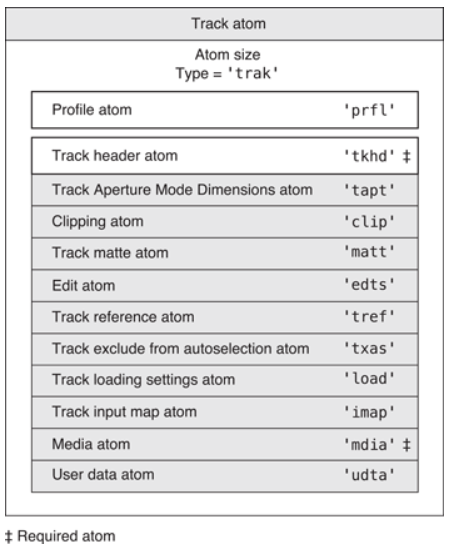 Track atom
Atom size
Type = 'trak'
Profile atom 'prfl'
Track header atom 'tkhd' ‡
Track Aperture Mode Dimensions atom 'tapt'
Clipping atom 'clip'
Track matte atom 'matt'
Edit atom 'edts'
Track reference atom 'tref'
Track exclude from autoselection atom 'txas'
Track loading settings atom 'load'
Track input map atom 'imap'
Media atom 'mdia' ‡
User data atom 'udta'
‡ Required atom